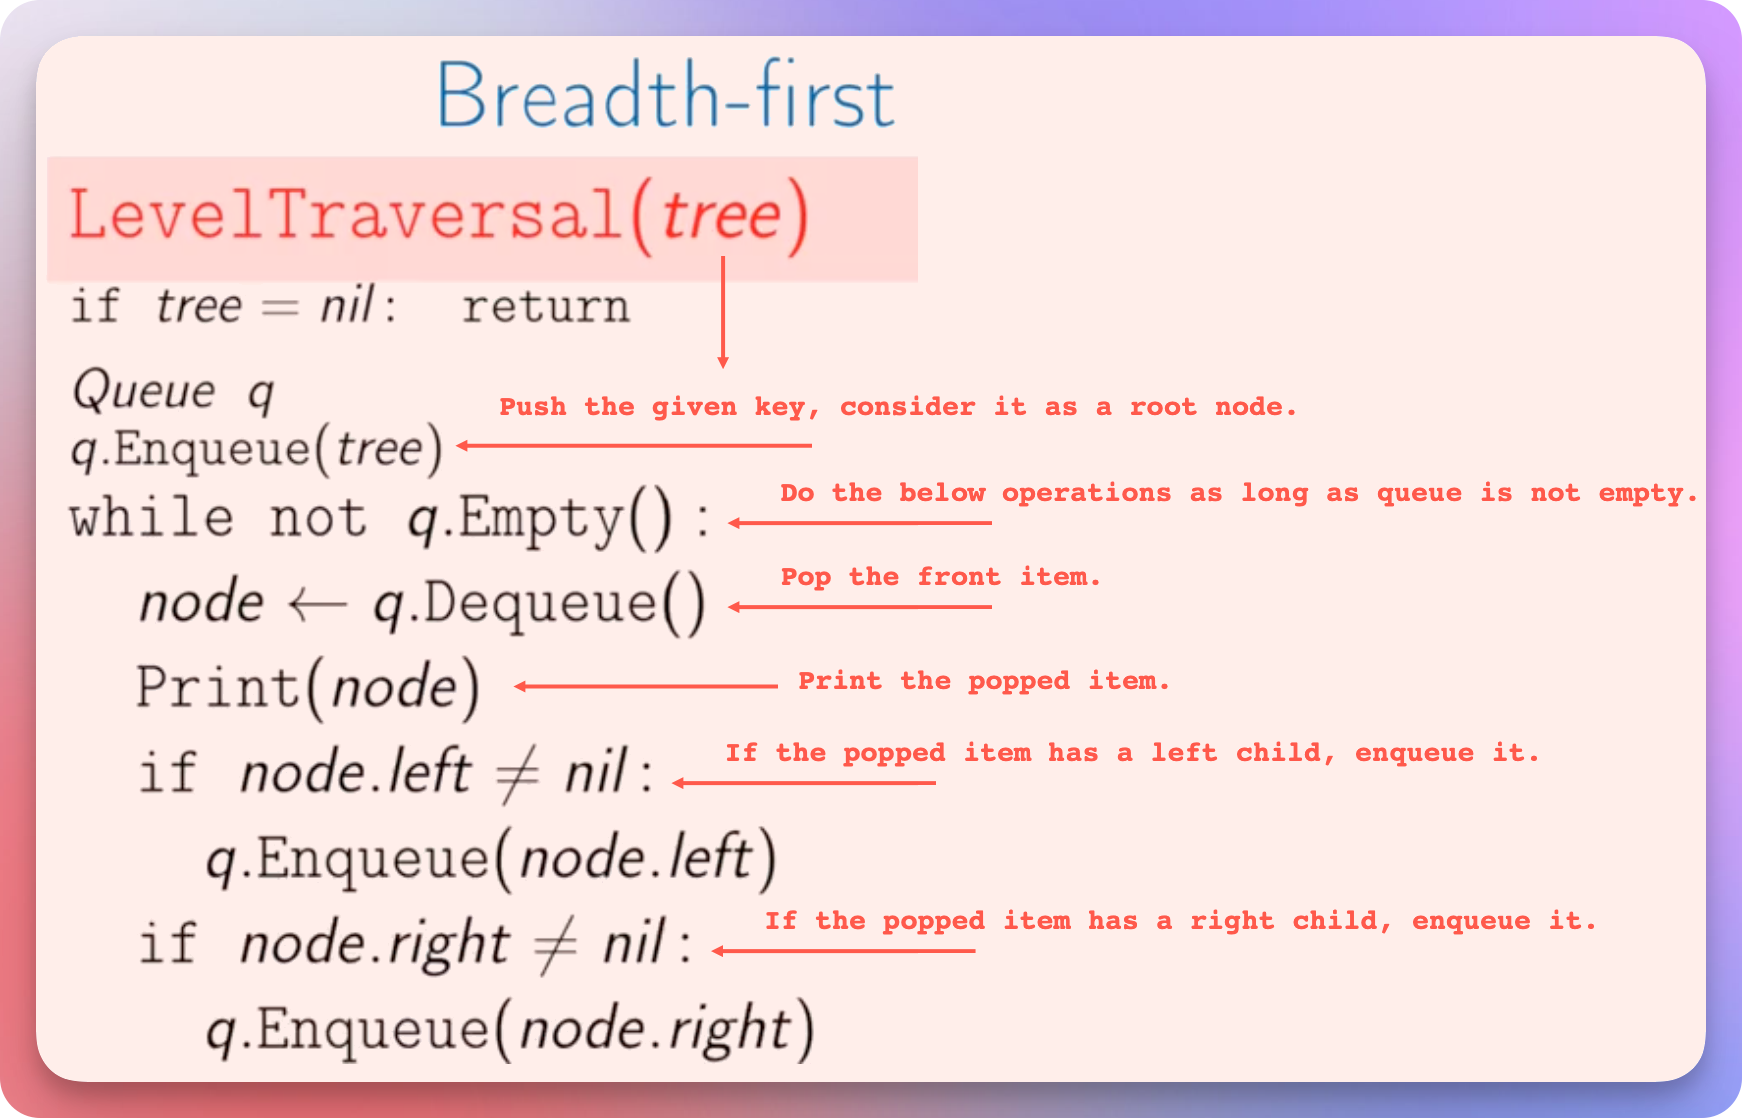 Breadth-first
LevelTraversal(tree)
if tree = nil: return
Queue q
Push the given key, consider it as a root node.
q.Enqueue(tree)
Do the below operations as long as queue is not empty.
while not q.Empty():
Pop the front item.
node ← q.Dequeue()
Print(node)
Print the popped item.
If the popped item has a left child, enqueue it.
if node.left ≠ nil:
q.Enqueue(node.left)
If the popped item has a right child, enqueue it.
if node.right ≠ nil:
q.Enqueue(node.right)